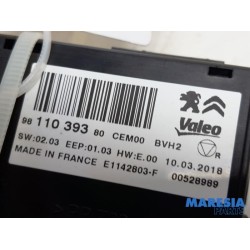 Valeo
98 110 393 80 CEM00 BVH2
R
SW:02.03 EEP:01.03 HW:E.00 10.03.2018
MADE IN FRANCE E1142803-F 00528989
MARESIA
PARTS